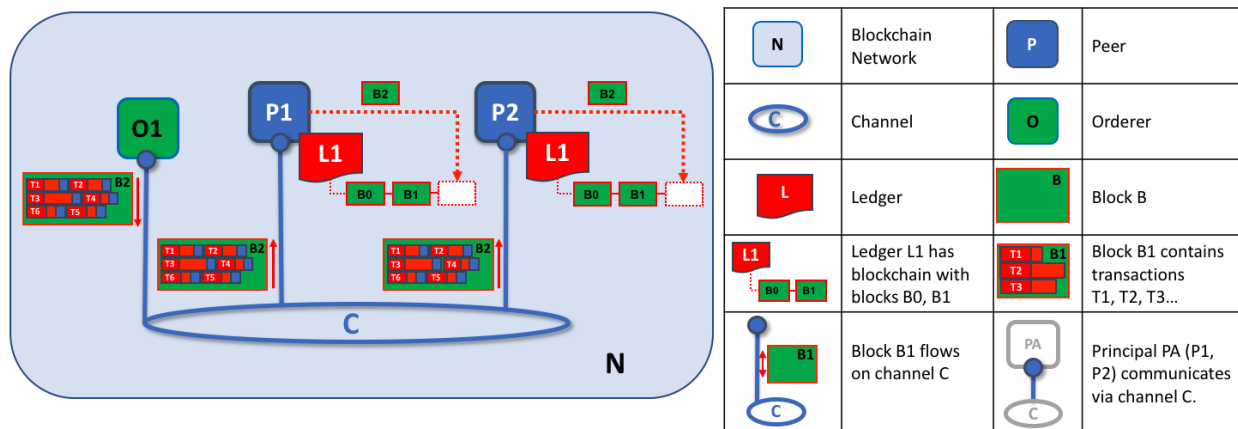 B2
B2
O1
P1
P2
L1
L1
B0
B1
B0
B1
T1
T2
B2
T3
T4
T6
T5
T1
T2
B2
T3
T4
T6
T5
T1
T2
B2
T3
T4
T6
T5
C
N
N
Blockchain
Network
P
Peer
C
Channel
O
Orderer
L
Ledger
B
Block B
L1
B0
B1
Ledger L1 has
blockchain with
blocks B0, B1
T1
B1
T2
T3
Block B1 contains
transactions
T1, T2, T3...
B1
C
Block B1 flows
on channel C
PA
C
Principal PA (P1,
P2) communicates
via channel C.